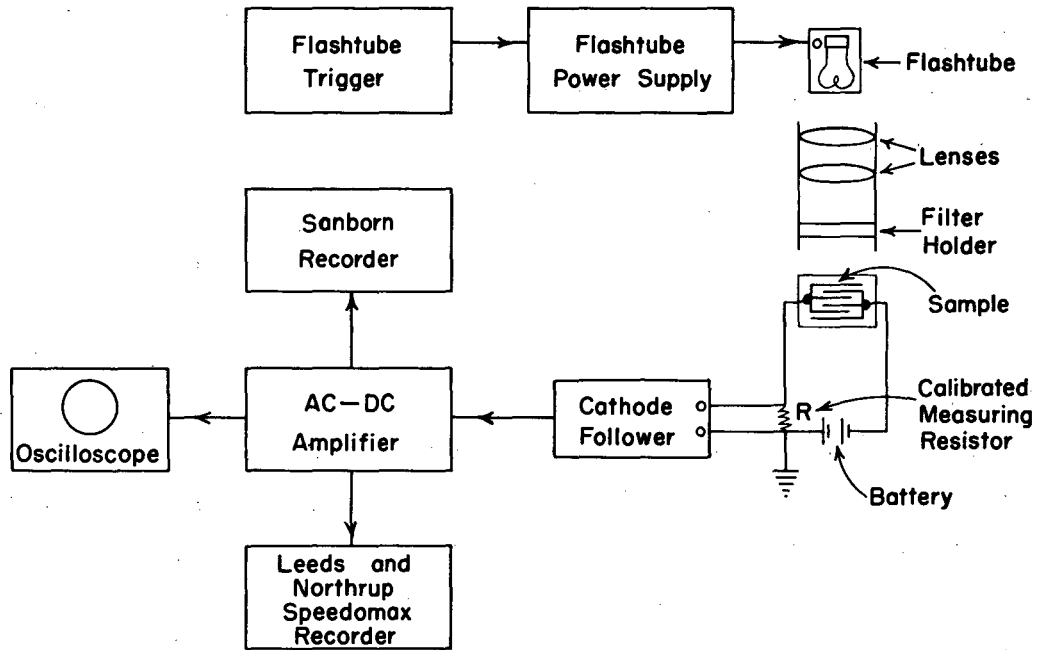 Flashtube
Trigger
Flashtube
Power Supply
Flashtube
Lenses
Filter
Holder
Sanborn
Recorder
Sample
Oscilloscope
AC-DC
Amplifier
Cathode
Follower
R
Calibrated
Measuring
Resistor
Battery
Leeds and
Northrup
Speedomax
Recorder